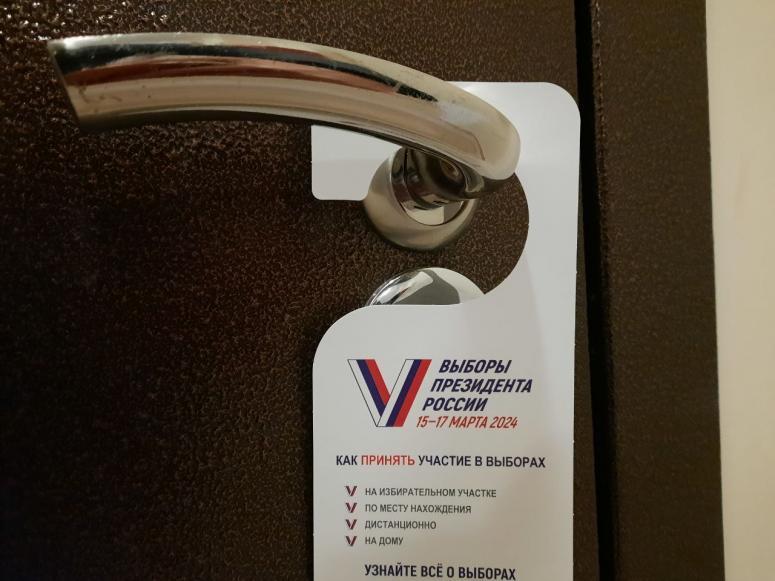 ВЫБОРЫ
ПРЕЗИДЕНТА
РОССИИ
15–17 МАРТА 2024
КАК ПРИНЯТЬ УЧАСТИЕ В ВЫБОРАХ
НА ИЗБИРАТЕЛЬНОМ УЧАСТКЕ
ПО МЕСТУ НАХОЖДЕНИЯ
ДИСТАНЦИОННО
НА ДОМУ
УЗНАЙТЕ ВСЁ О ВЫБОРАХ